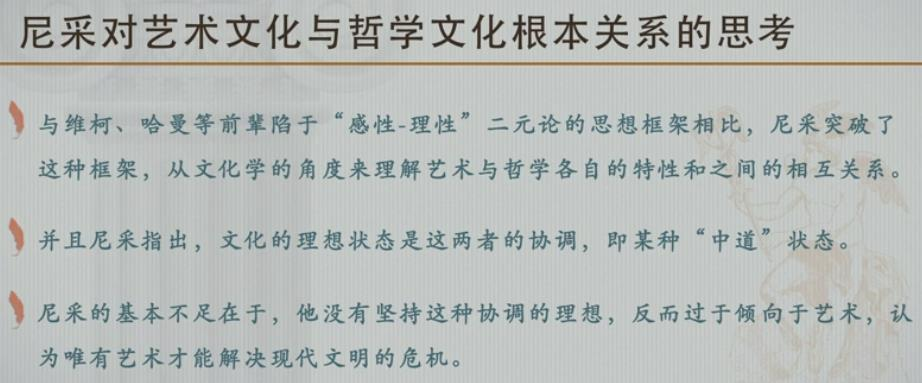 尼采对艺术文化与哲学文化根本关系的思考
与维柯、哈曼等前辈陷于“感性-理性”二元论的思想框架相比，尼采突破了
这种框架，从文化学的角度来理解艺术与哲学各自的特性和之间的相互关系。
并且尼采指出，文化的理想状态是这两者的协调，即某种“中道”状态。
尼采的基本不足在于，他没有坚持这种协调的理想，反而过于倾向于艺术，认
为唯有艺术才能解决现代文明的危机。